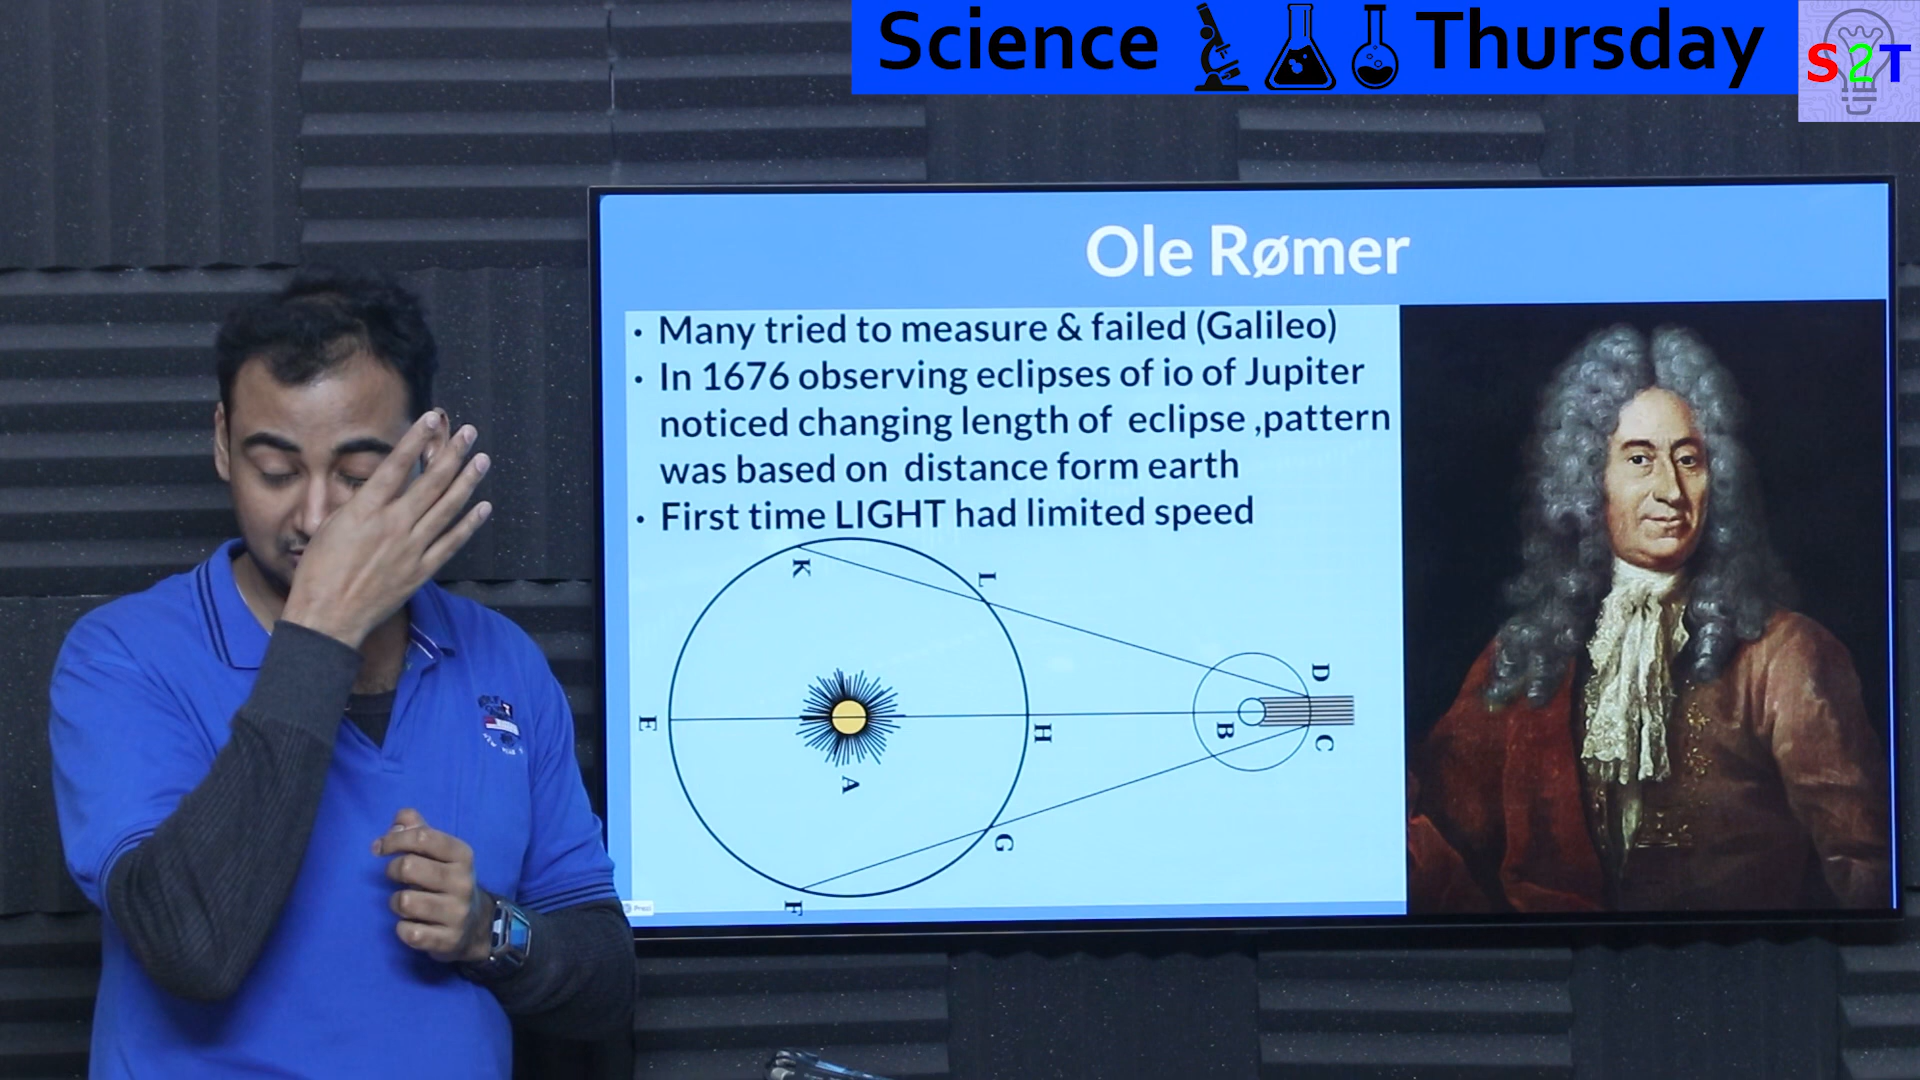 Science Thursday
S2T
Ole Rømer
• Many tried to measure & failed (Galileo)
• In 1676 observing eclipses of io of Jupiter
noticed changing length of eclipse ,pattern
was based on distance form earth
• First time LIGHT had limited speed
K
L
D
E
H
B
C
A
G
F
Prezi